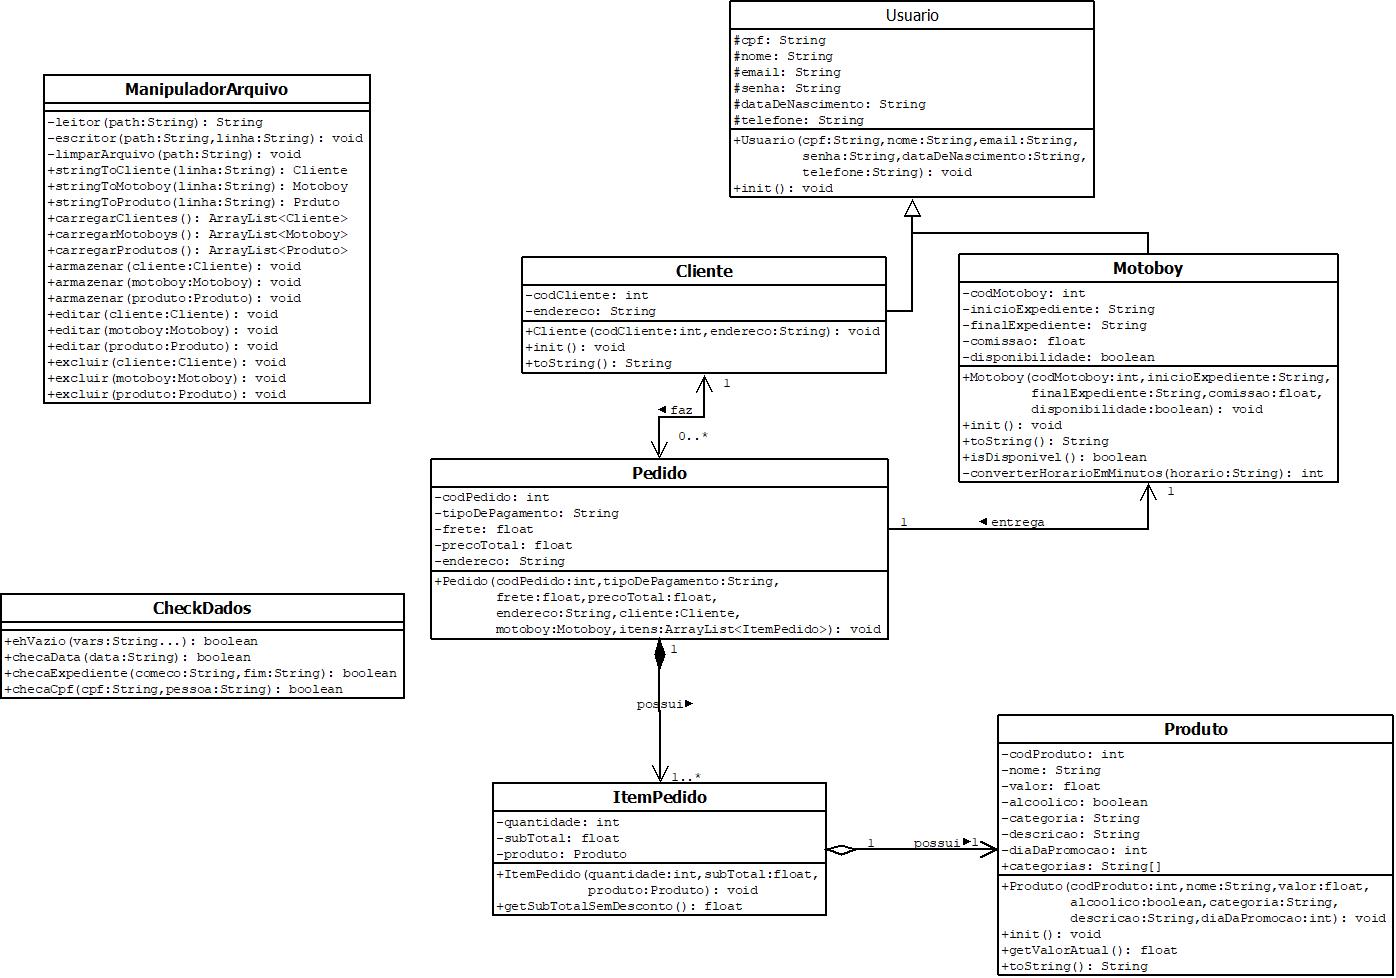 Usuario
#cpf: String
#nome: String
#email: String
#senha: String
#dataDeNascimento: String
#telefone: String
+Usuario(cpf:String,nome:String,email:String,
senha:String,dataDeNascimento:String,
telefone:String): void
+init(): void
ManipuladorArquivo
-leitor(path:String): String
-escritor(path:String,linha:String): void
-limparArquivo(path:String): void
+stringToCliente(linha:String): Cliente
+stringToMotoboy(linha:String): Motoboy
+stringToProduto(linha:String): Prduto
+carregarClientes(): ArrayList<Cliente>
+carregarMotoboys(): ArrayList<Motoboy>
+carregarProdutos(): ArrayList<Produto>
+armazenar(cliente:Cliente): void
+armazenar(motoboy:Motoboy): void
+armazenar(produto:Produto): void
+editar(cliente:Cliente): void
+editar(motoboy:Motoboy): void
+editar(produto:Produto): void
+excluir(cliente:Cliente): void
+excluir(motoboy:Motoboy): void
+excluir(produto:Produto): void
Cliente
-codCliente: int
-endereco: String
+Cliente(codCliente:int,endereco:String): void
+init(): void
+toString(): String
Motoboy
-codMotoboy: int
-inicioExpediente: String
-finalExpediente: String
-comissao: float
-disponibilidade: boolean
+Motoboy(codMotoboy:int,inicioExpediente:String,
finalExpediente:String,comissao:float,
disponibilidade:boolean): void
+init(): void
+toString(): String
+isDisponivel(): boolean
-converterHorarioEmMinutos(horario:String): int
1
◄ faz
0..*
Pedido
-codPedido: int
-tipoDePagamento: String
-frete: float
-precoTotal: float
-endereco: String
+Pedido(codPedido:int,tipoDePagamento:String,
frete:float,precoTotal:float,
endereco:String,cliente:Cliente,
motoboy:Motoboy,itens:ArrayList<ItemPedido>): void
1
◄ entrega
1
CheckDados
+ehVazio(vars:String...): boolean
+checaData(data:String): boolean
+checaExpediente(comeco:String,fim:String): boolean
+checaCpf(cpf:String,pessoa:String): boolean
1
possui►
1..*
ItemPedido
-quantidade: int
-subTotal: float
-produto: Produto
+ItemPedido(quantidade:int,subTotal:float,
produto:Produto): void
+getSubTotalSemDesconto(): float
1
possui►
1
Produto
-codProduto: int
-nome: String
-valor: float
-alcoolico: boolean
-categoria: String
-descricao: String
-diaDaPromocao: int
+categorias: String[]
+Produto(codProduto:int,nome:String,valor:float,
alcoolico:boolean,categoria:String,
descricao:String,diaDaPromocao:int): void
+init(): void
+getValorAtual(): float
+toString(): String